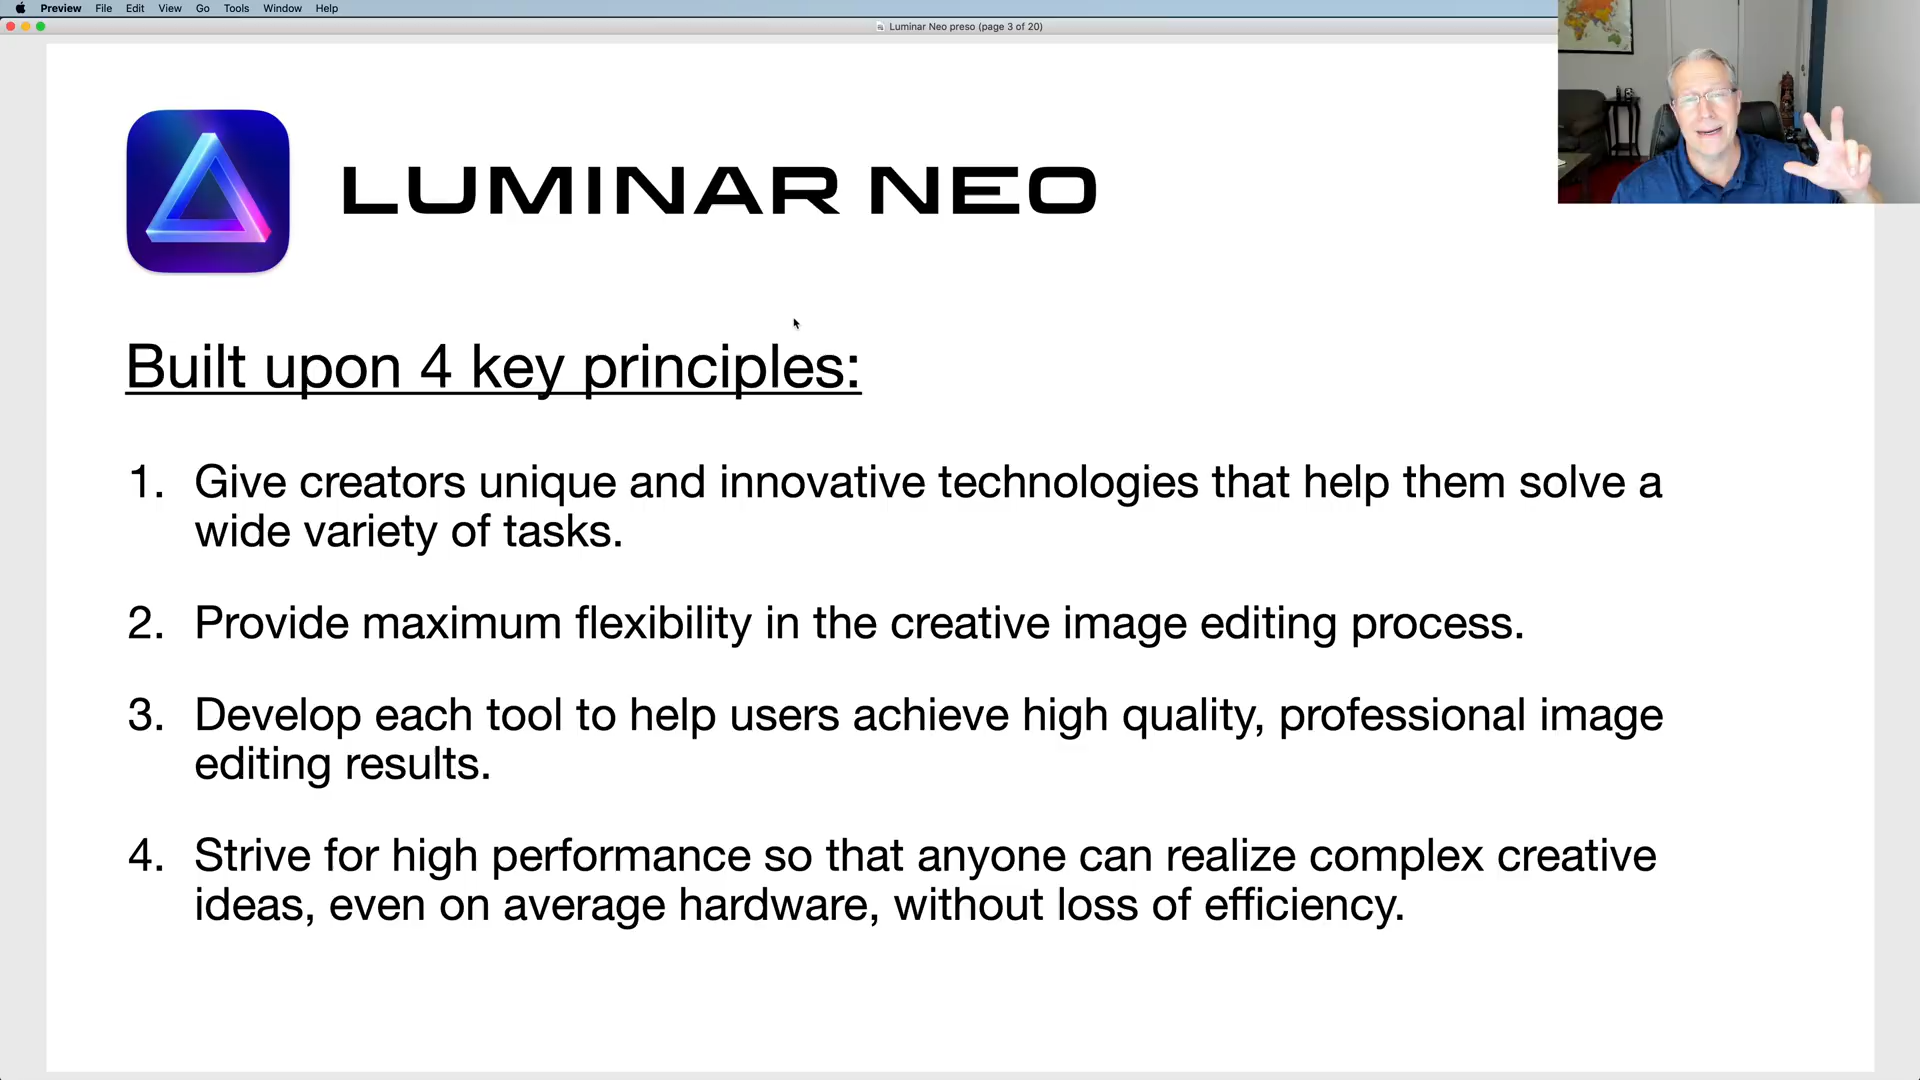 Preview File Edit View Go Tools Window Help
Luminar Neo preso (page 3 of 20)
LUMINAR NEO
Built upon 4 key principles:
1. Give creators unique and innovative technologies that help them solve a
wide variety of tasks.
2. Provide maximum flexibility in the creative image editing process.
3. Develop each tool to help users achieve high quality, professional image
editing results.
4. Strive for high performance so that anyone can realize complex creative
ideas, even on average hardware, without loss of efficiency.